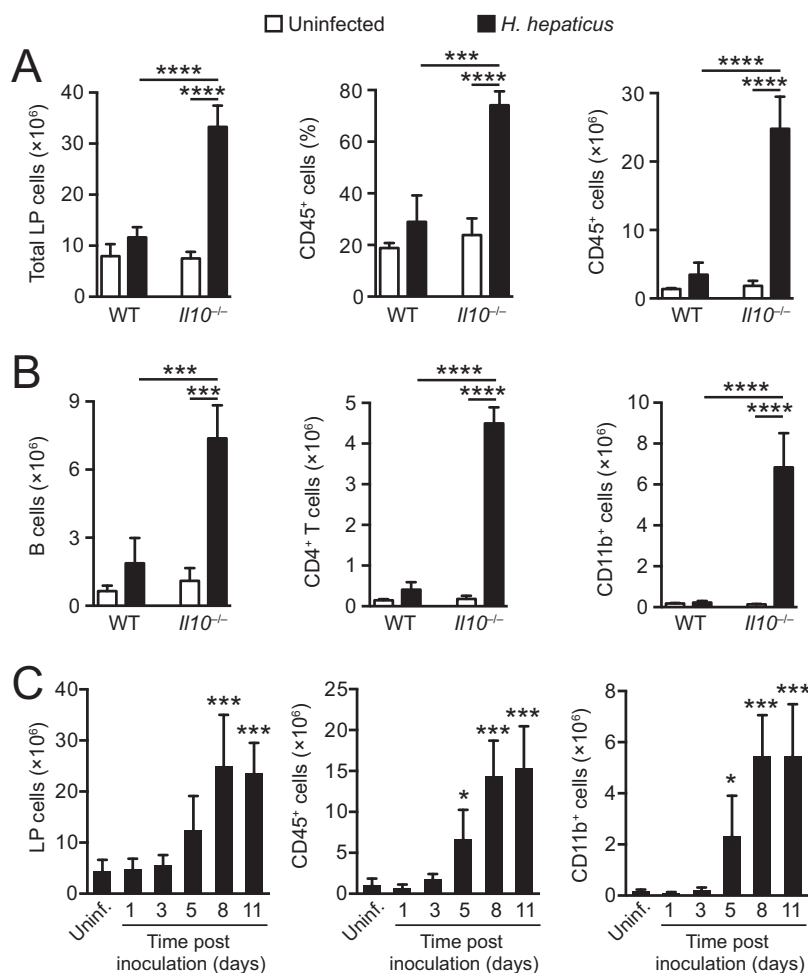 Uninfected H. hepaticus
A
Total LP cells (×10⁶)
40
30
20
10
0
WT Il10⁻/⁻
**** ****
CD45⁺ cells (%)
80
60
40
20
0
WT Il10⁻/⁻
*** ****
CD45⁺ cells (×10⁶)
30
20
10
0
WT Il10⁻/⁻
**** ****
B
B cells (×10⁶)
9
6
3
0
WT Il10⁻/⁻
*** ***
CD4⁺ T cells (×10⁶)
5
4
3
2
1
0
WT Il10⁻/⁻
**** ****
CD11b⁺ cells (×10⁶)
10
8
6
4
2
0
WT Il10⁻/⁻
**** ****
C
LP cells (×10⁶)
40
30
20
10
0
*** ***
Uninf. 1 3 5 8 11
Time post
inoculation (days)
CD45⁺ cells (×10⁶)
25
20
15
10
5
0
* *** ***
Uninf. 1 3 5 8 11
Time post
inoculation (days)
CD11b⁺ cells (×10⁶)
8
6
4
2
0
* *** ***
Uninf. 1 3 5 8 11
Time post
inoculation (days)